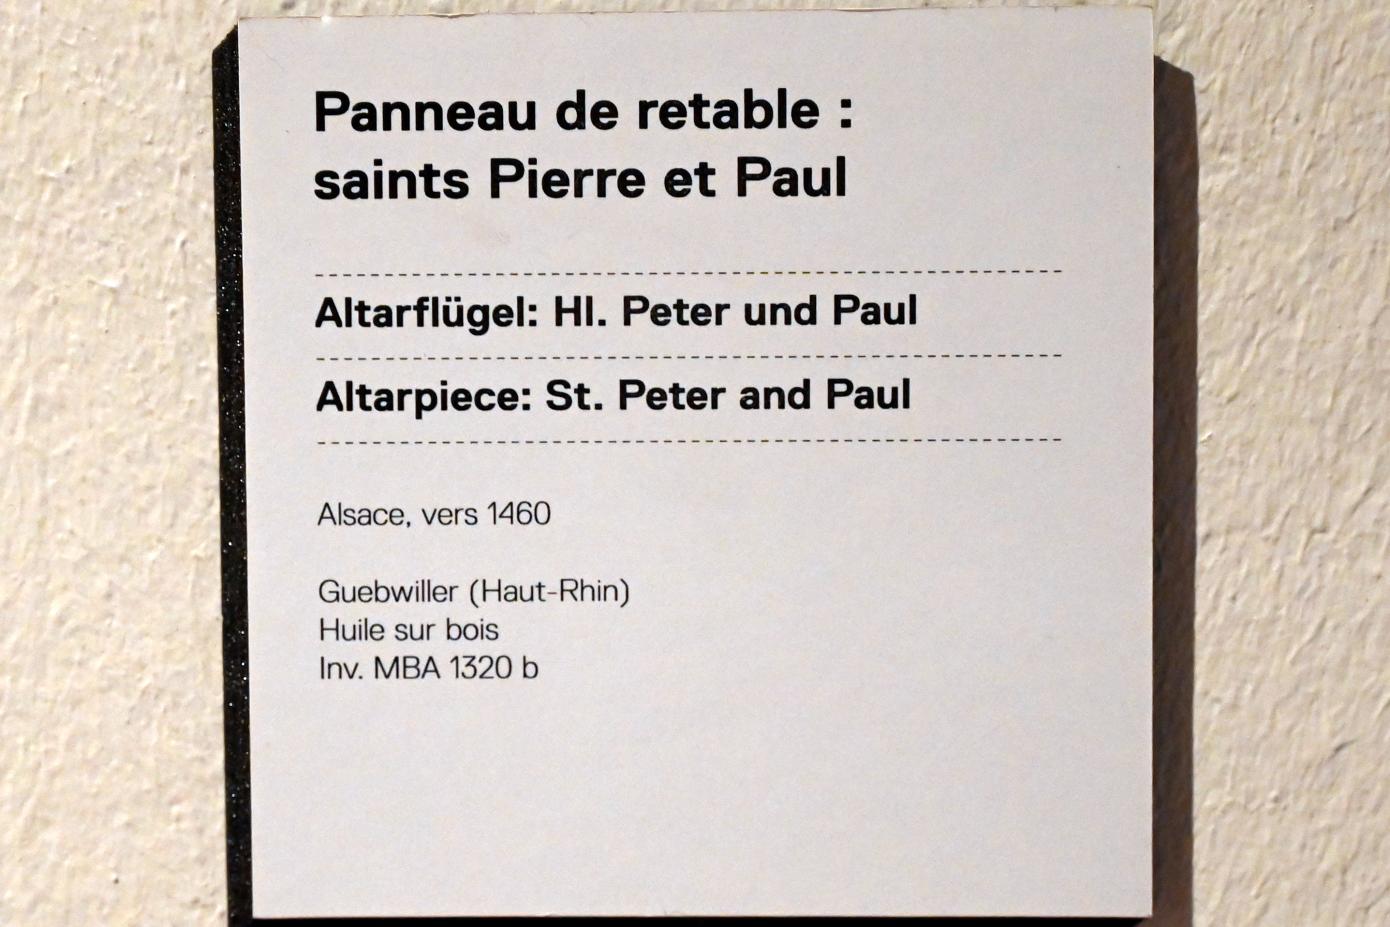 Panneau de retable :
saints Pierre et Paul
Altarflügel: Hl. Peter und Paul
Altarpiece: St. Peter and Paul
Alsace, vers 1460
Guebwiller (Haut-Rhin)
Huile sur bois
Inv. MBA 1320 b